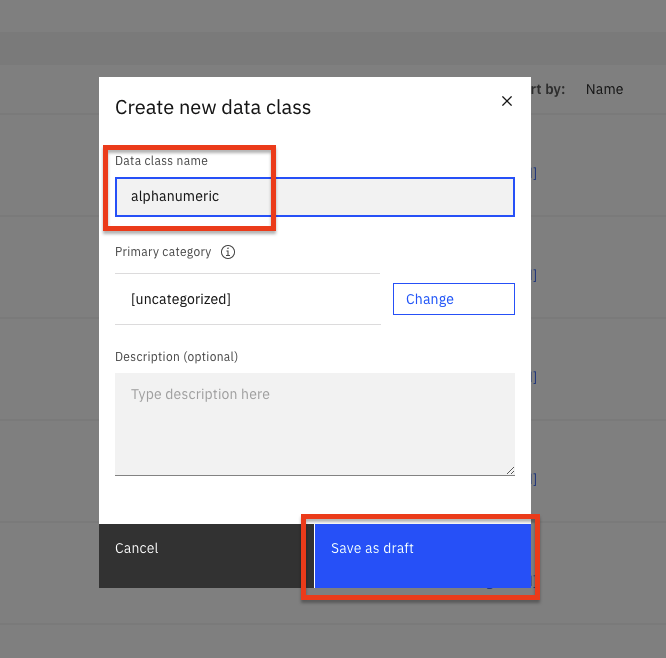 rt by: Name
Create new data class
Data class name
alphanumeric
Primary category
[uncategorized]
Change
Description (optional)
Type description here
Cancel
Save as draft